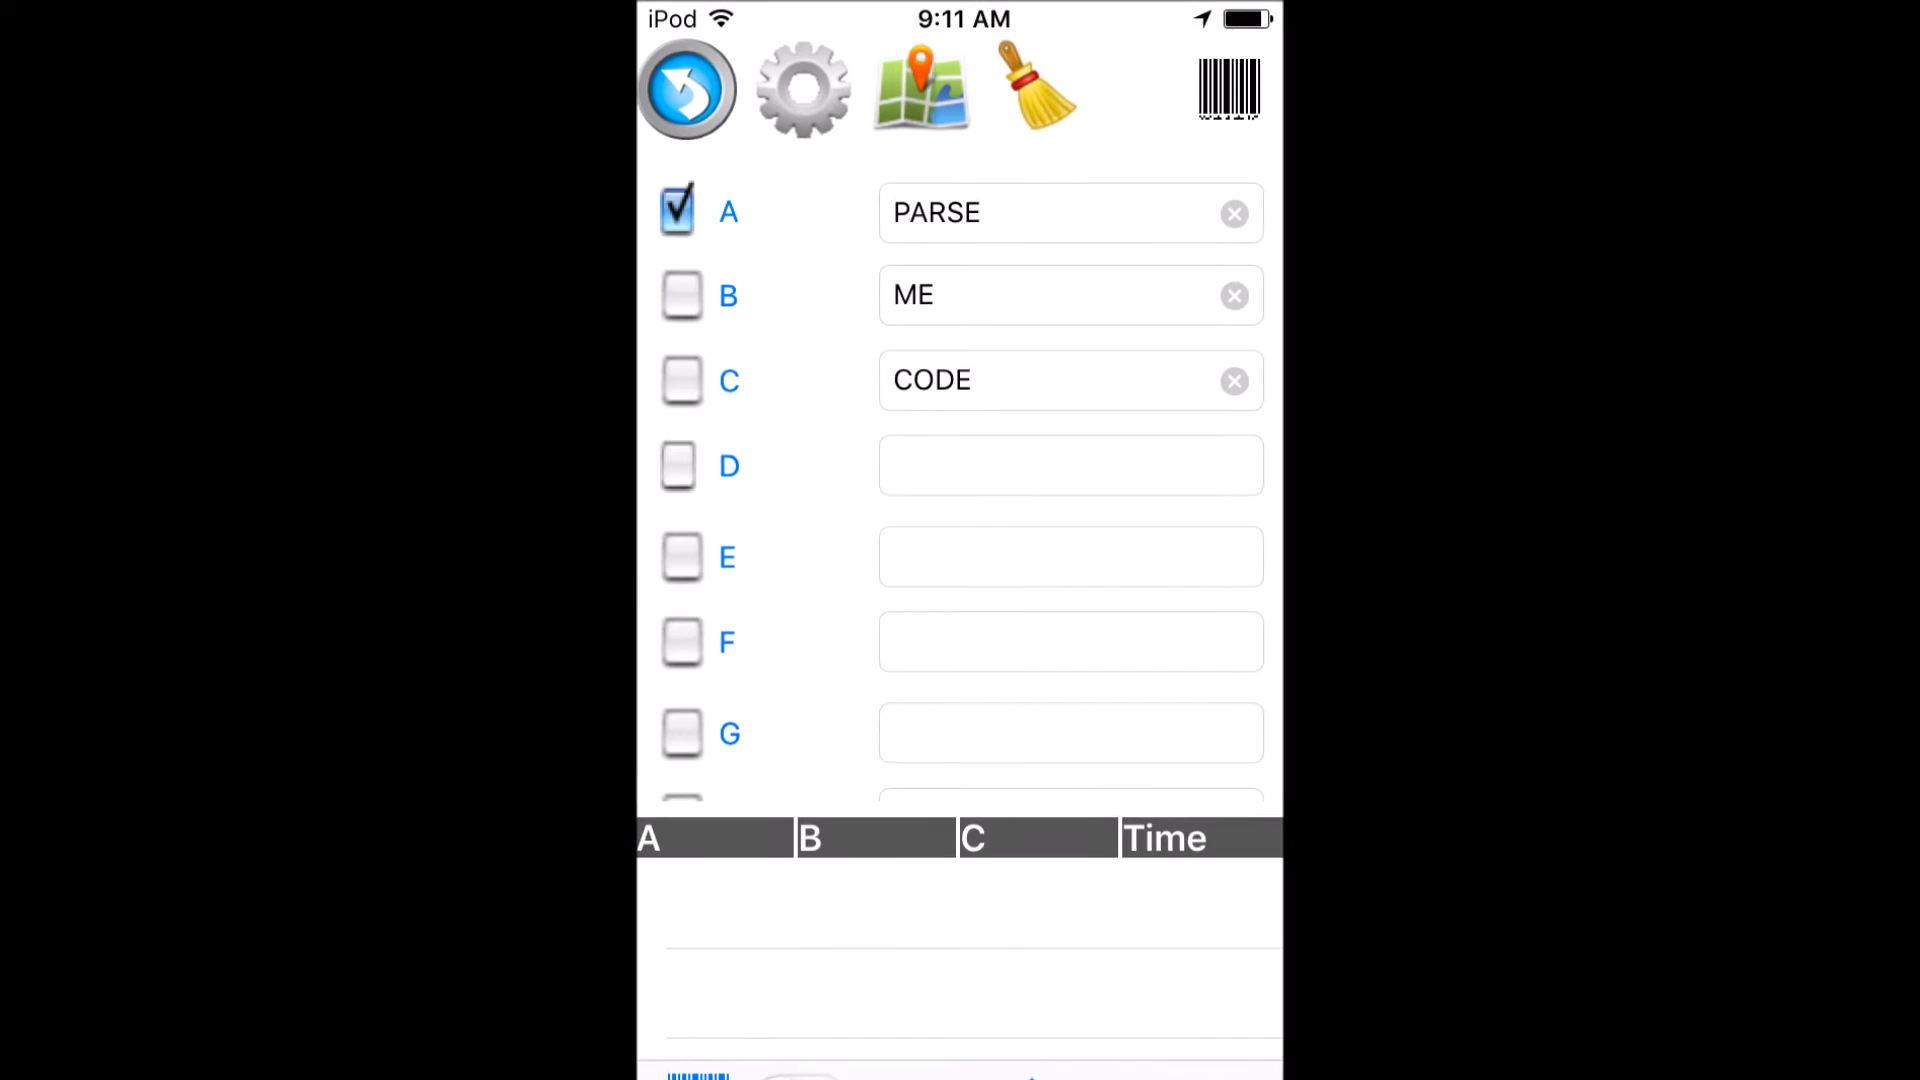 iPod 9:11 AM
A PARSE
B ME
C CODE
D
E
F
G
A B C Time